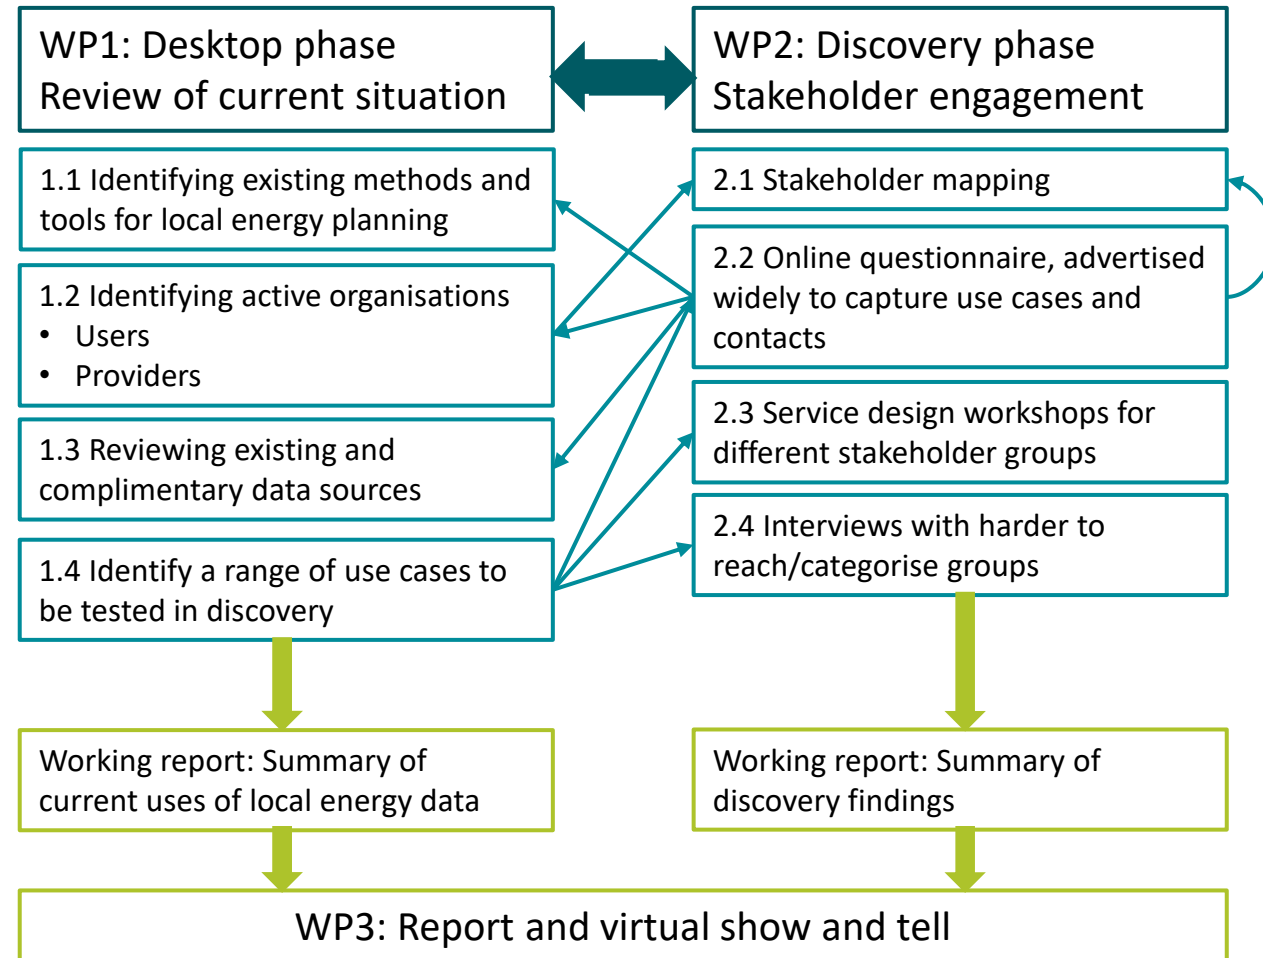 WP1: Desktop phase
Review of current situation
WP2: Discovery phase
Stakeholder engagement
1.1 Identifying existing methods and
tools for local energy planning
1.2 Identifying active organisations
• Users
• Providers
1.3 Reviewing existing and
complimentary data sources
1.4 Identify a range of use cases to
be tested in discovery
2.1 Stakeholder mapping
2.2 Online questionnaire, advertised
widely to capture use cases and
contacts
2.3 Service design workshops for
different stakeholder groups
2.4 Interviews with harder to
reach/categorise groups
Working report: Summary of
current uses of local energy data
Working report: Summary of
discovery findings
WP3: Report and virtual show and tell